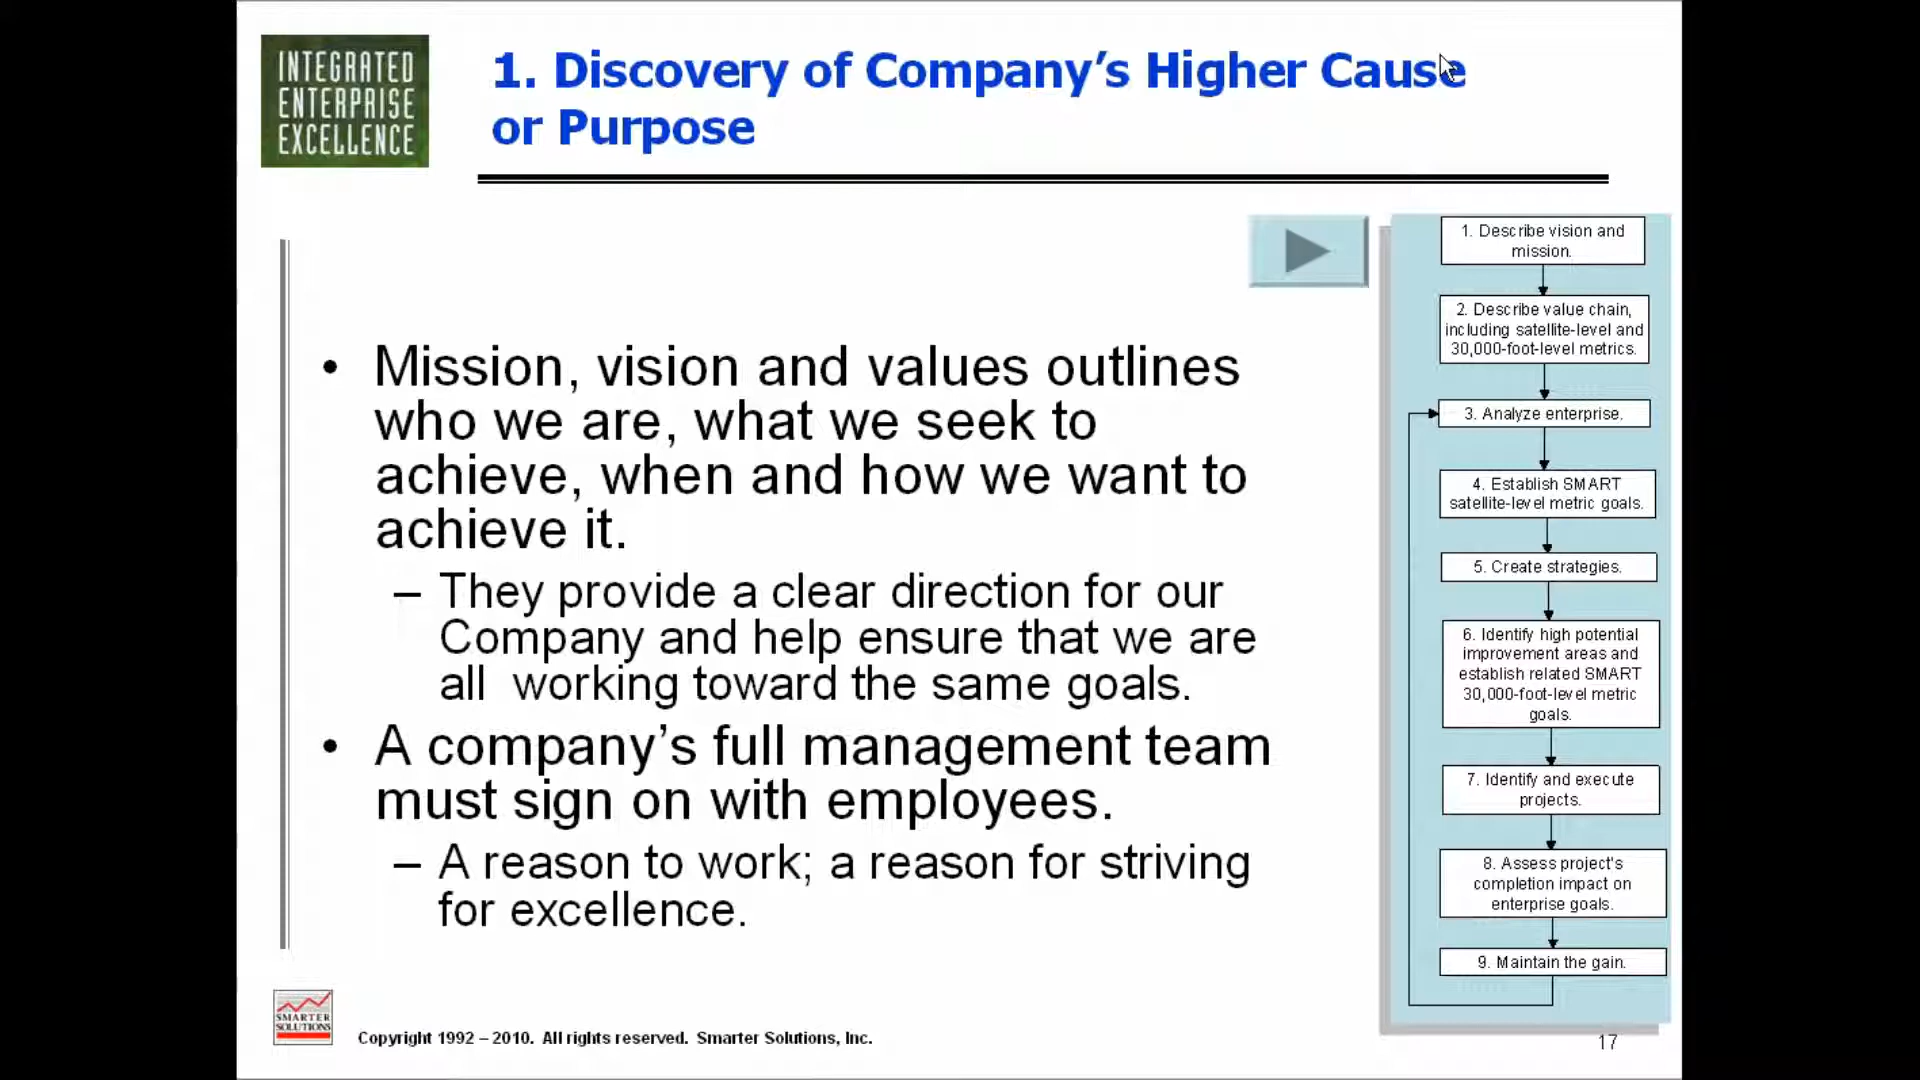 INTEGRATED
ENTERPRISE
EXCELLENCE
1. Discovery of Company’s Higher Cause
or Purpose
• Mission, vision and values outlines
who we are, what we seek to
achieve, when and how we want to
achieve it.
– They provide a clear direction for our
Company and help ensure that we are
all working toward the same goals.
• A company’s full management team
must sign on with employees.
– A reason to work; a reason for striving
for excellence.
1. Describe vision and
mission.
2. Describe value chain,
including satellite-level and
30,000-foot-level metrics.
3. Analyze enterprise.
4. Establish SMART
satellite-level metric goals.
5. Create strategies.
6. Identify high potential
improvement areas and
establish related SMART
30,000-foot-level metric
goals.
7. Identify and execute
projects.
8. Assess project's
completion impact on
enterprise goals.
9. Maintain the gain.
SMARTER
SOLUTIONS
Copyright 1992 – 2010. All rights reserved. Smarter Solutions, Inc.
17